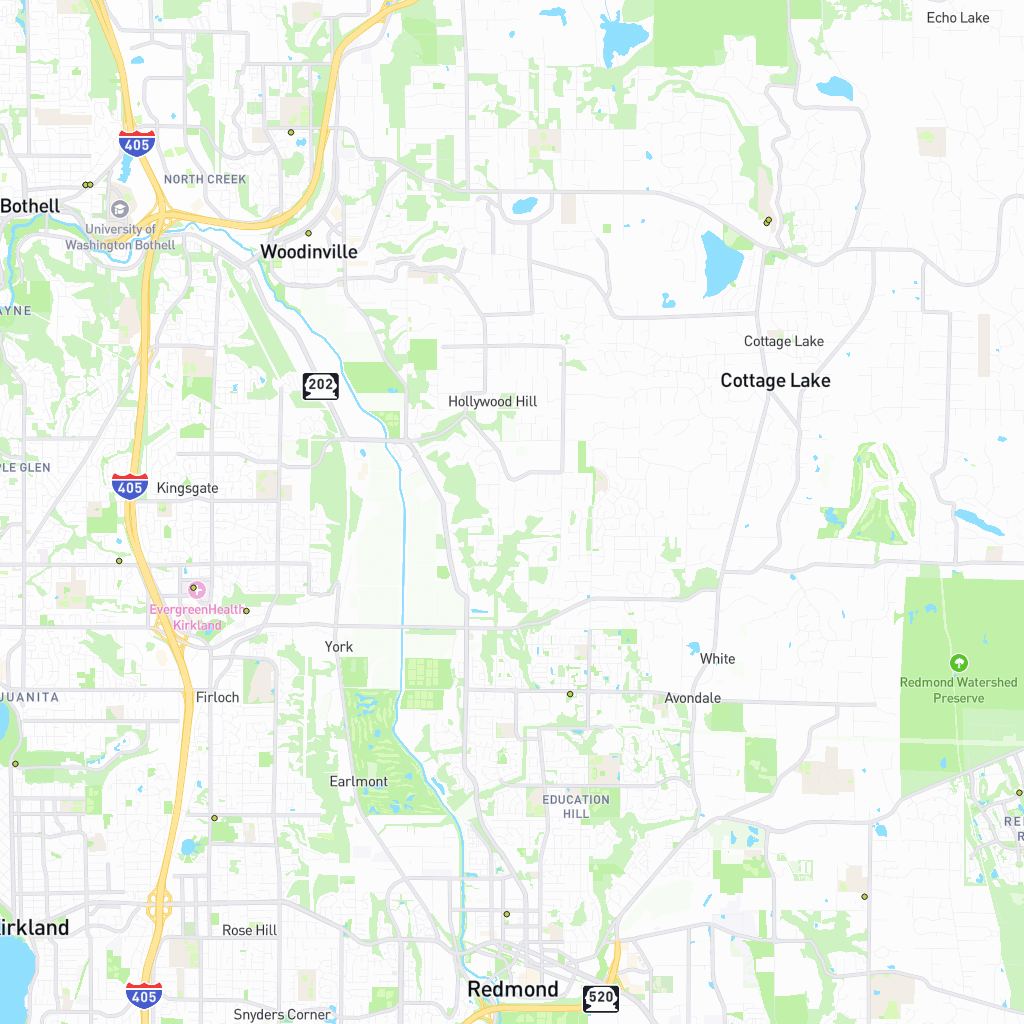 Echo Lake
405
NORTH CREEK
Bothell
University of
Washington Bothell
Woodinville
AYNE
Cottage Lake
Cottage Lake
202
Hollywood Hill
PLE GLEN
405
Kingsgate
EvergreenHealth
Kirkland
York
White
Redmond Watershed
Preserve
JUANITA
Firloch
Avondale
Earlmont
EDUCATION
HILL
RE
R
Kirkland
Rose Hill
Redmond
405
520
Snyders Corner